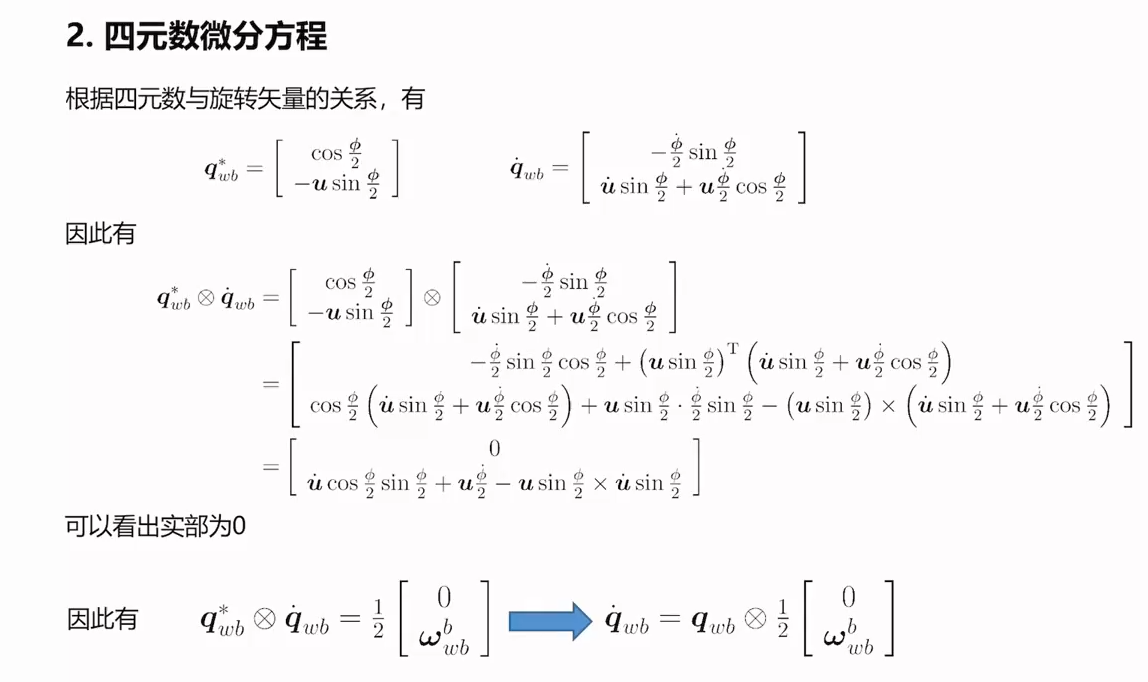 2. 四元数微分方程
根据四元数与旋转矢量的关系，有
$\boldsymbol{q}_{wb}^{*} = \begin{bmatrix} \cos\frac{\phi}{2} \\ -\boldsymbol{u}\sin\frac{\phi}{2} \end{bmatrix}$ $\dot{\boldsymbol{q}}_{wb} = \begin{bmatrix} -\frac{\dot{\phi}}{2}\sin\frac{\phi}{2} \\ \dot{\boldsymbol{u}}\sin\frac{\phi}{2} + \boldsymbol{u}\frac{\dot{\phi}}{2}\cos\frac{\phi}{2} \end{bmatrix}$
因此有
$\boldsymbol{q}_{wb}^{*} \otimes \dot{\boldsymbol{q}}_{wb} = \begin{bmatrix} \cos\frac{\phi}{2} \\ -\boldsymbol{u}\sin\frac{\phi}{2} \end{bmatrix} \otimes \begin{bmatrix} -\frac{\dot{\phi}}{2}\sin\frac{\phi}{2} \\ \dot{\boldsymbol{u}}\sin\frac{\phi}{2} + \boldsymbol{u}\frac{\dot{\phi}}{2}\cos\frac{\phi}{2} \end{bmatrix}$
$= \begin{bmatrix} -\frac{\dot{\phi}}{2}\sin\frac{\phi}{2}\cos\frac{\phi}{2} + \left(\boldsymbol{u}\sin\frac{\phi}{2}\right)^{\mathrm{T}} \left(\dot{\boldsymbol{u}}\sin\frac{\phi}{2} + \boldsymbol{u}\frac{\dot{\phi}}{2}\cos\frac{\phi}{2}\right) \\ \cos\frac{\phi}{2}\left(\dot{\boldsymbol{u}}\sin\frac{\phi}{2} + \boldsymbol{u}\frac{\dot{\phi}}{2}\cos\frac{\phi}{2}\right) + \boldsymbol{u}\sin\frac{\phi}{2} \cdot \frac{\dot{\phi}}{2}\sin\frac{\phi}{2} - \left(\boldsymbol{u}\sin\frac{\phi}{2}\right) \times \left(\dot{\boldsymbol{u}}\sin\frac{\phi}{2} + \boldsymbol{u}\frac{\dot{\phi}}{2}\cos\frac{\phi}{2}\right) \end{bmatrix}$
$= \begin{bmatrix} 0 \\ \dot{\boldsymbol{u}}\cos\frac{\phi}{2}\sin\frac{\phi}{2} + \boldsymbol{u}\frac{\dot{\phi}}{2} - \boldsymbol{u}\sin\frac{\phi}{2} \times \dot{\boldsymbol{u}}\sin\frac{\phi}{2} \end{bmatrix}$
可以看出实部为0
因此有 $\boldsymbol{q}_{wb}^{*} \otimes \dot{\boldsymbol{q}}_{wb} = \frac{1}{2}\begin{bmatrix} 0 \\ \boldsymbol{\omega}_{wb}^{b} \end{bmatrix}$ $\dot{\boldsymbol{q}}_{wb} = \boldsymbol{q}_{wb} \otimes \frac{1}{2}\begin{bmatrix} 0 \\ \boldsymbol{\omega}_{wb}^{b} \end{bmatrix}$